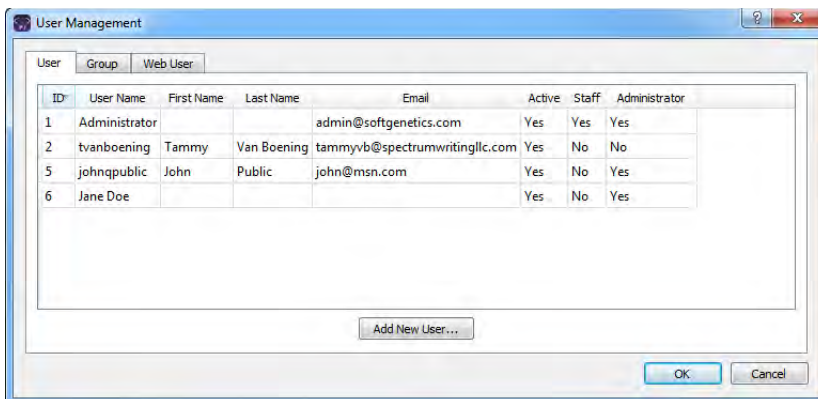 User Management
User Group Web User
ID User Name First Name Last Name Email Active Staff Administrator
1 Administrator admin@softgenetics.com Yes Yes Yes
2 tvanboening Tammy Van Boening tammyvb@spectrumwritingllc.com Yes No No
5 johnqpublic John Public john@msn.com Yes No Yes
6 Jane Doe Yes No Yes
Add New User...
OK Cancel